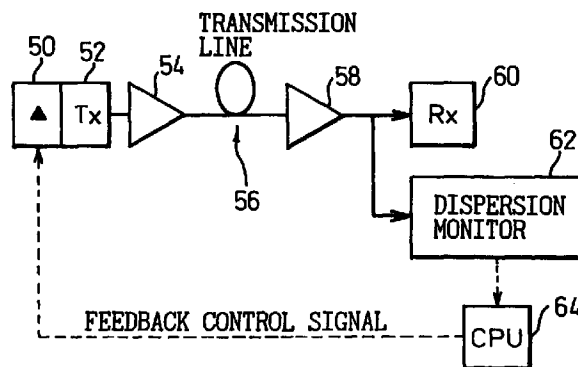 TRANSMISSION
LINE
50
52
54
58
60
Tx
Rx
56
62
DISPERSION
MONITOR
FEEDBACK CONTROL SIGNAL
CPU
64